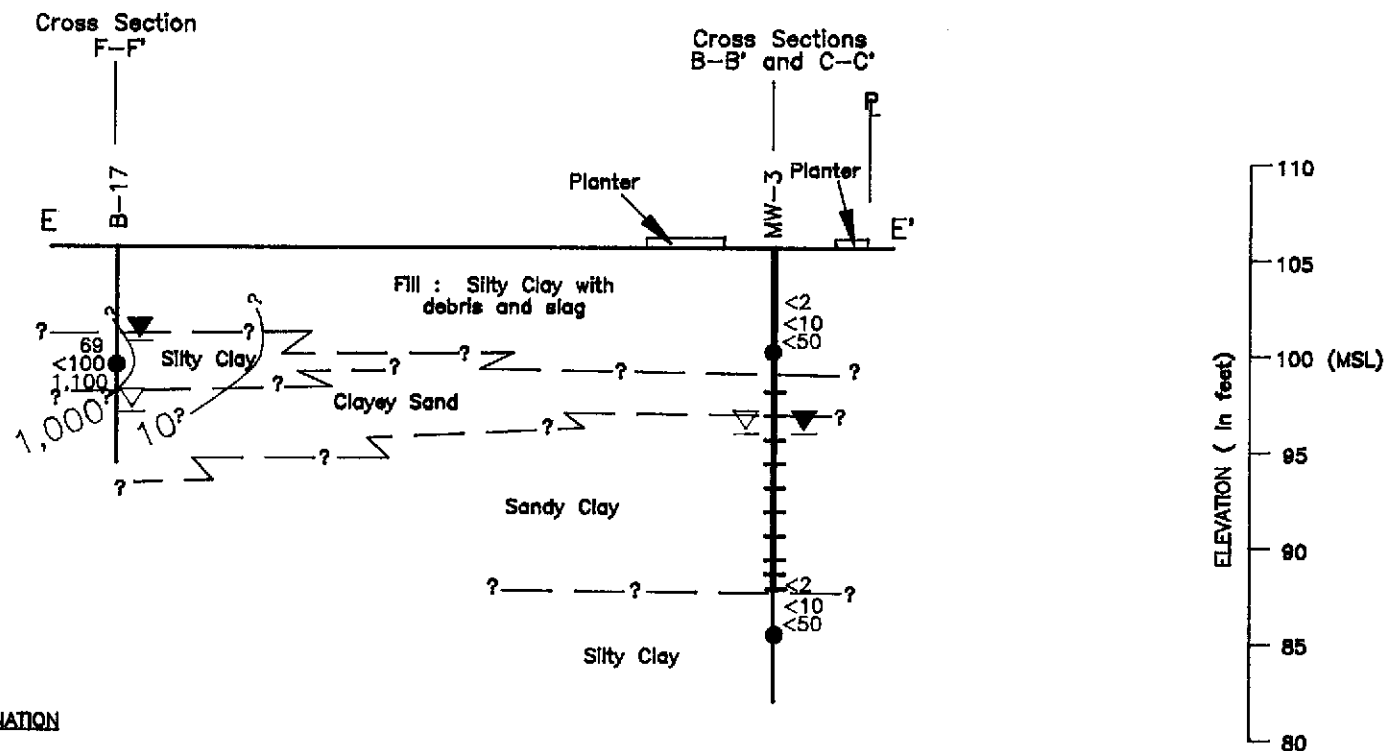 Cross Section
F-F'
Cross Sections
B-B' and C-C'
PL
B-17
MW-3
Planter
Planter
E
E'
110
105
100 (MSL)
95
90
85
80
ELEVATION ( In feet)
Fill : Silty Clay with
debris and slag
<2
<10
<50
?
?
?
?
69
<100
1,100
Silty Clay
?
?
?
?
?
?
?
1,000
?
10
?
Clayey Sand
?
?
?
?
?
Sandy Clay
?
?
?
<2
<10
<50
Silty Clay
NATION